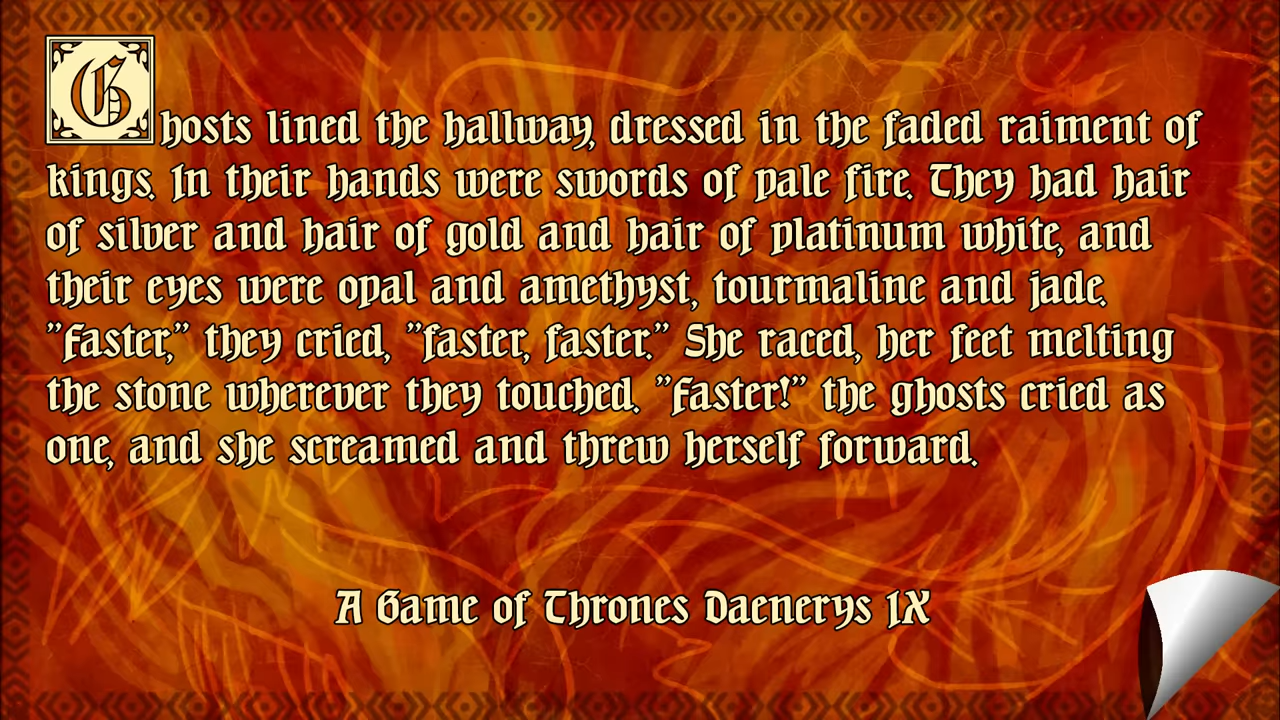 Ghosts lined the hallway, dressed in the faded raiment of
kings. In their hands were swords of pale fire. They had hair
of silver and hair of gold and hair of platinum white, and
their eyes were opal and amethyst, tourmaline and jade.
"Faster," they cried, "faster, faster." She raced, her feet melting
the stone wherever they touched. "Faster!" the ghosts cried as
one, and she screamed and threw herself forward.
A Game of Thrones Daenerys IX